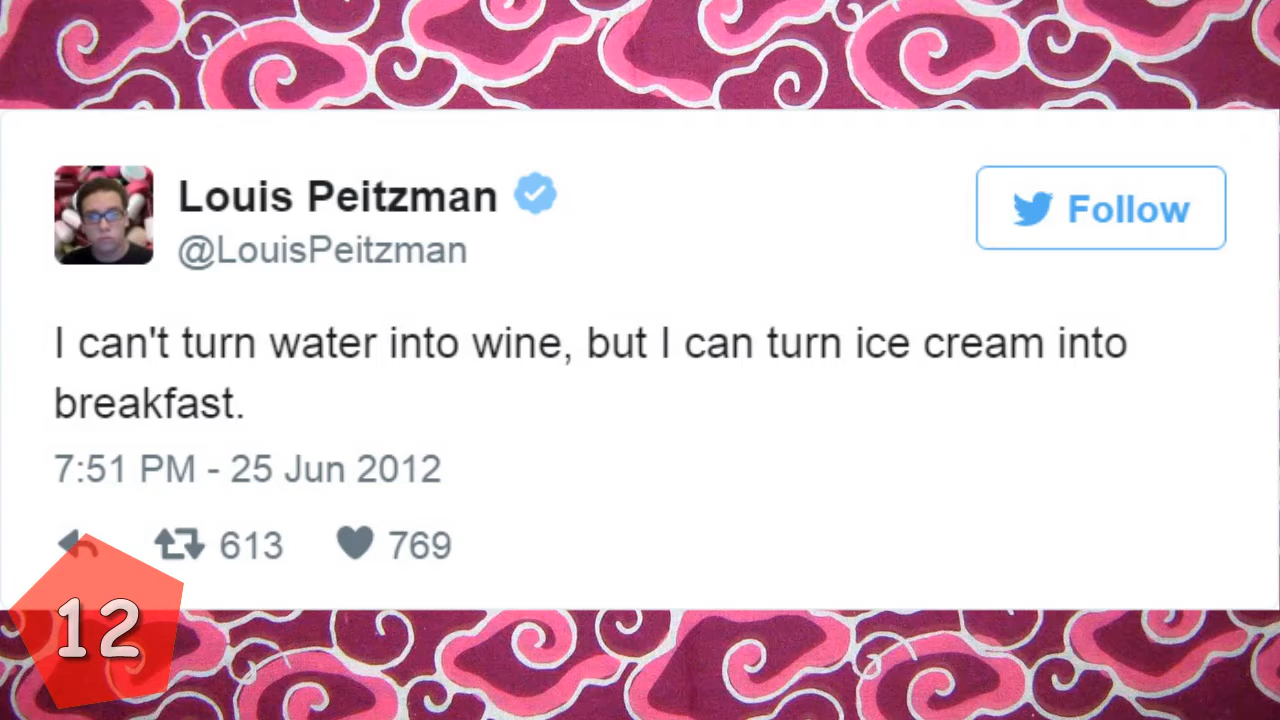 Louis Peitzman
@LouisPeitzman
Follow
I can't turn water into wine, but I can turn ice cream into
breakfast.
7:51 PM - 25 Jun 2012
613 769
12